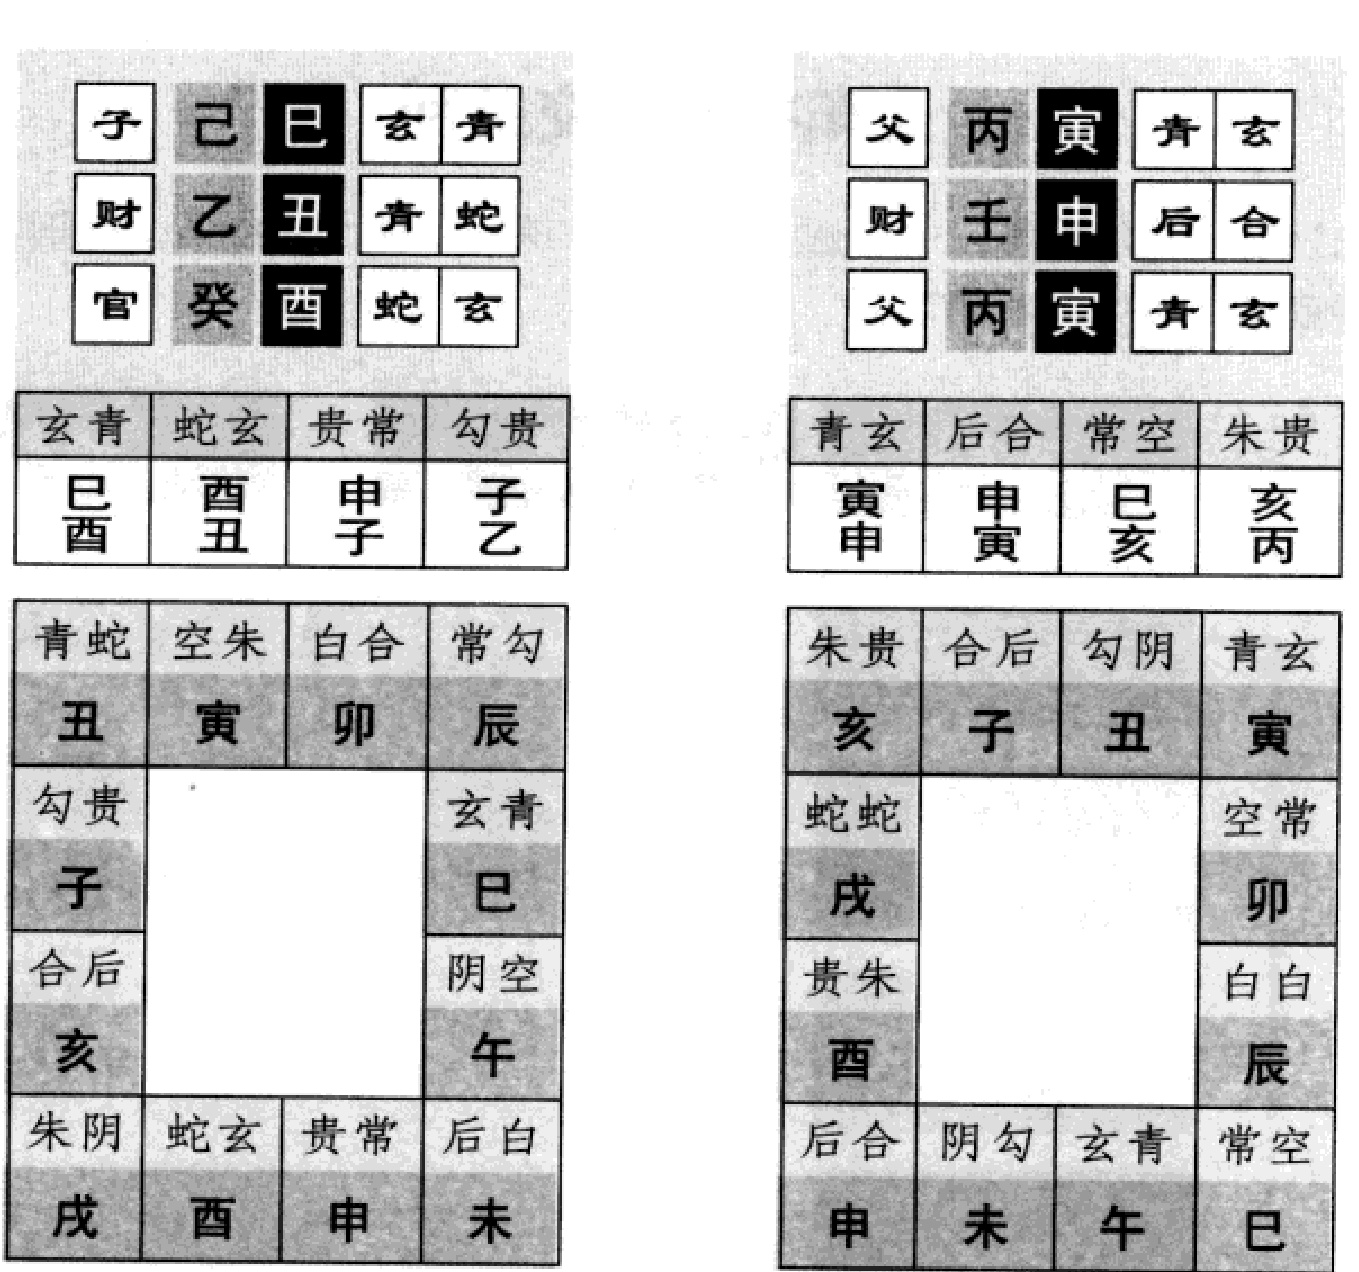 子 己 巳 玄 青
财 乙 丑 青 蛇
官 癸 酉 蛇 玄
玄青 蛇玄 贵常 勾贵
巳 酉 申 子
酉 丑 子 乙
青蛇 空朱 白合 常勾
丑 寅 卯 辰
勾贵 玄青
子 巳
合后 阴空
亥 午
朱阴 蛇玄 贵常 后白
戌 酉 申 未
父 丙 寅 青 玄
财 壬 申 后 合
父 丙 寅 青 玄
青玄 后合 常空 朱贵
寅 申 巳 亥
申 寅 亥 丙
朱贵 合后 勾阴 青玄
亥 子 丑 寅
蛇蛇 空常
戌 卯
贵朱 白白
酉 辰
后合 阴勾 玄青 常空
申 未 午 巳